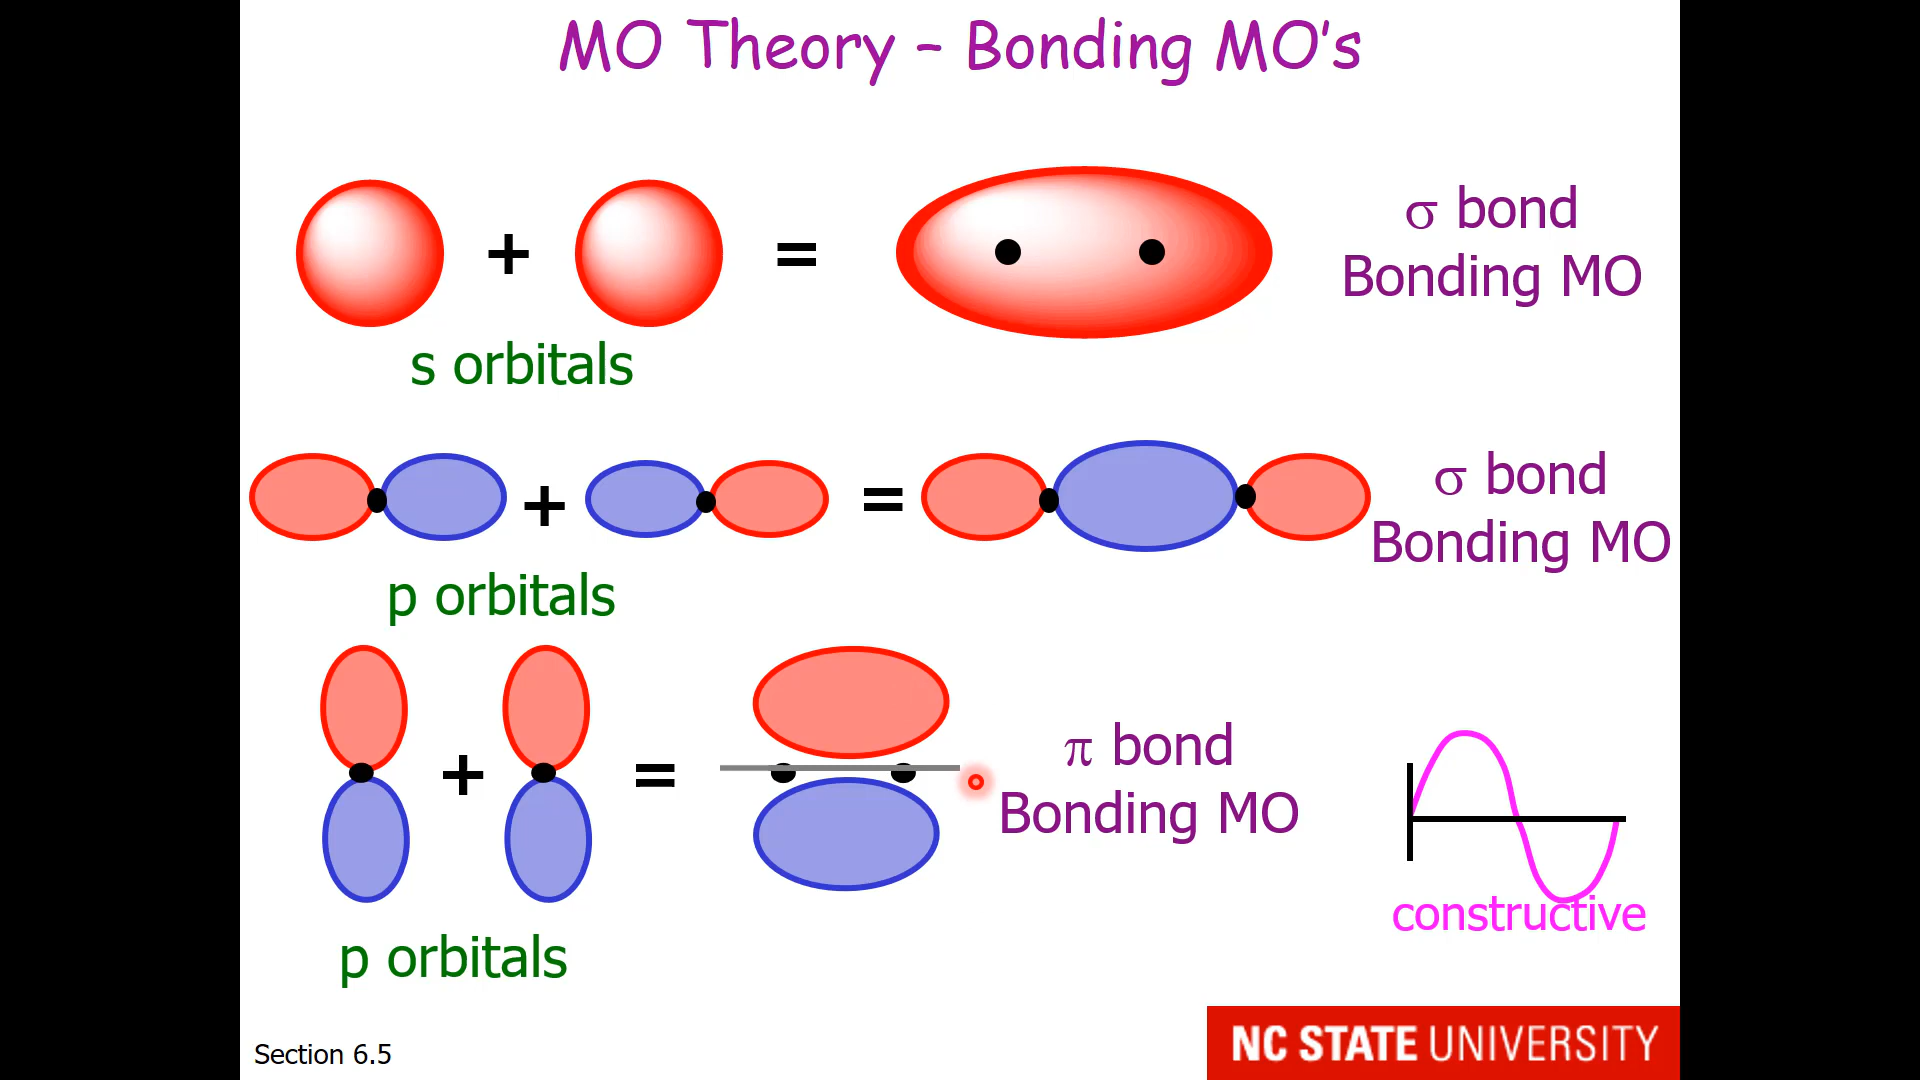 MO Theory – Bonding MO's
+
=
σ bond
Bonding MO
s orbitals
+
=
σ bond
Bonding MO
p orbitals
+
=
π bond
Bonding MO
constructive
p orbitals
Section 6.5
NC STATE UNIVERSITY